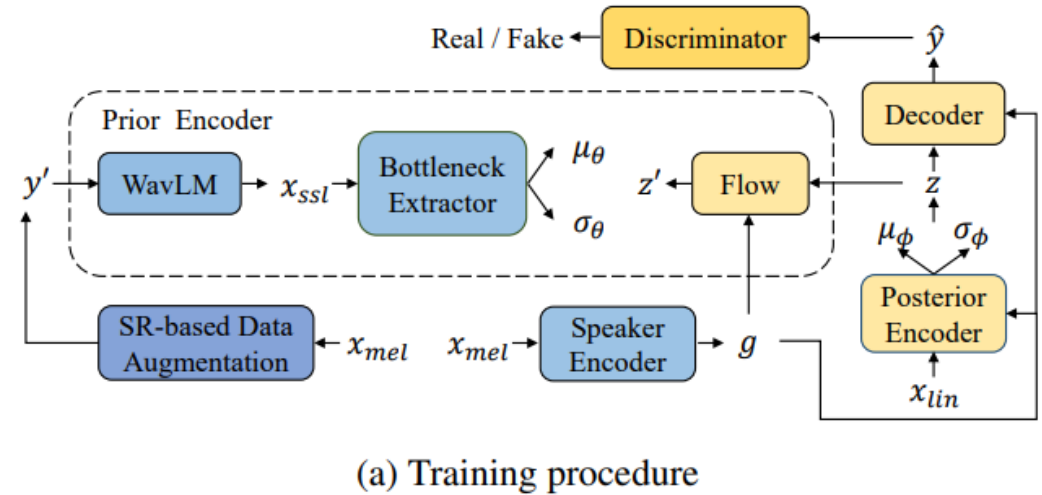 Real / Fake
Discriminator
ŷ
Prior Encoder
Decoder
y′
WavLM
x_ssl
Bottleneck
Extractor
μ_θ
σ_θ
z′
Flow
z
μ_ϕ
σ_ϕ
Posterior
Encoder
SR-based Data
Augmentation
x_mel
x_mel
Speaker
Encoder
g
x_lin
(a) Training procedure